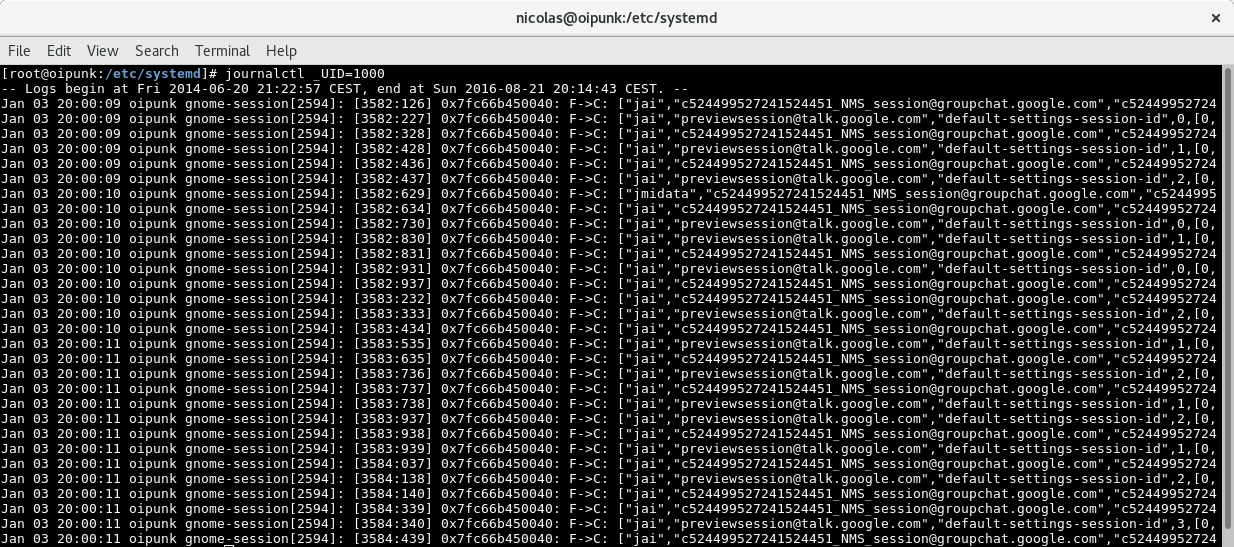 nicolas@oipunk:/etc/systemd
×
File Edit View Search Terminal Help
[root@oipunk:/etc/systemd]# journalctl _UID=1000
-- Logs begin at Fri 2014-06-20 21:22:57 CEST, end at Sun 2016-08-21 20:14:43 CEST. --
Jan 03 20:00:09 oipunk gnome-session[2594]: [3582:126] 0x7fc66b450040: F->C: ["jai","c524499527241524451_NMS_session@groupchat.google.com","c52449952724
Jan 03 20:00:09 oipunk gnome-session[2594]: [3582:227] 0x7fc66b450040: F->C: ["jai","previewsession@talk.google.com","default-settings-session-id",0,[0,
Jan 03 20:00:09 oipunk gnome-session[2594]: [3582:328] 0x7fc66b450040: F->C: ["jai","c524499527241524451_NMS_session@groupchat.google.com","c52449952724
Jan 03 20:00:09 oipunk gnome-session[2594]: [3582:428] 0x7fc66b450040: F->C: ["jai","previewsession@talk.google.com","default-settings-session-id",1,[0,
Jan 03 20:00:09 oipunk gnome-session[2594]: [3582:436] 0x7fc66b450040: F->C: ["jai","c524499527241524451_NMS_session@groupchat.google.com","c52449952724
Jan 03 20:00:09 oipunk gnome-session[2594]: [3582:437] 0x7fc66b450040: F->C: ["jai","previewsession@talk.google.com","default-settings-session-id",2,[0,
Jan 03 20:00:10 oipunk gnome-session[2594]: [3582:629] 0x7fc66b450040: F->C: ["jmidata","c524499527241524451_NMS_session@groupchat.google.com","c5244995
Jan 03 20:00:10 oipunk gnome-session[2594]: [3582:634] 0x7fc66b450040: F->C: ["jai","c524499527241524451_NMS_session@groupchat.google.com","c52449952724
Jan 03 20:00:10 oipunk gnome-session[2594]: [3582:730] 0x7fc66b450040: F->C: ["jai","previewsession@talk.google.com","default-settings-session-id",0,[0,
Jan 03 20:00:10 oipunk gnome-session[2594]: [3582:830] 0x7fc66b450040: F->C: ["jai","previewsession@talk.google.com","default-settings-session-id",1,[0,
Jan 03 20:00:10 oipunk gnome-session[2594]: [3582:831] 0x7fc66b450040: F->C: ["jai","c524499527241524451_NMS_session@groupchat.google.com","c52449952724
Jan 03 20:00:10 oipunk gnome-session[2594]: [3582:931] 0x7fc66b450040: F->C: ["jai","previewsession@talk.google.com","default-settings-session-id",0,[0,
Jan 03 20:00:10 oipunk gnome-session[2594]: [3582:937] 0x7fc66b450040: F->C: ["jai","c524499527241524451_NMS_session@groupchat.google.com","c52449952724
Jan 03 20:00:10 oipunk gnome-session[2594]: [3583:232] 0x7fc66b450040: F->C: ["jai","c524499527241524451_NMS_session@groupchat.google.com","c52449952724
Jan 03 20:00:10 oipunk gnome-session[2594]: [3583:333] 0x7fc66b450040: F->C: ["jai","previewsession@talk.google.com","default-settings-session-id",2,[0,
Jan 03 20:00:10 oipunk gnome-session[2594]: [3583:434] 0x7fc66b450040: F->C: ["jai","c524499527241524451_NMS_session@groupchat.google.com","c52449952724
Jan 03 20:00:11 oipunk gnome-session[2594]: [3583:535] 0x7fc66b450040: F->C: ["jai","previewsession@talk.google.com","default-settings-session-id",1,[0,
Jan 03 20:00:11 oipunk gnome-session[2594]: [3583:635] 0x7fc66b450040: F->C: ["jai","c524499527241524451_NMS_session@groupchat.google.com","c52449952724
Jan 03 20:00:11 oipunk gnome-session[2594]: [3583:736] 0x7fc66b450040: F->C: ["jai","previewsession@talk.google.com","default-settings-session-id",2,[0,
Jan 03 20:00:11 oipunk gnome-session[2594]: [3583:737] 0x7fc66b450040: F->C: ["jai","c524499527241524451_NMS_session@groupchat.google.com","c52449952724
Jan 03 20:00:11 oipunk gnome-session[2594]: [3583:738] 0x7fc66b450040: F->C: ["jai","previewsession@talk.google.com","default-settings-session-id",1,[0,
Jan 03 20:00:11 oipunk gnome-session[2594]: [3583:937] 0x7fc66b450040: F->C: ["jai","previewsession@talk.google.com","default-settings-session-id",2,[0,
Jan 03 20:00:11 oipunk gnome-session[2594]: [3583:938] 0x7fc66b450040: F->C: ["jai","c524499527241524451_NMS_session@groupchat.google.com","c52449952724
Jan 03 20:00:11 oipunk gnome-session[2594]: [3583:939] 0x7fc66b450040: F->C: ["jai","previewsession@talk.google.com","default-settings-session-id",1,[0,
Jan 03 20:00:11 oipunk gnome-session[2594]: [3584:037] 0x7fc66b450040: F->C: ["jai","c524499527241524451_NMS_session@groupchat.google.com","c52449952724
Jan 03 20:00:11 oipunk gnome-session[2594]: [3584:138] 0x7fc66b450040: F->C: ["jai","previewsession@talk.google.com","default-settings-session-id",2,[0,
Jan 03 20:00:11 oipunk gnome-session[2594]: [3584:140] 0x7fc66b450040: F->C: ["jai","c524499527241524451_NMS_session@groupchat.google.com","c52449952724
Jan 03 20:00:11 oipunk gnome-session[2594]: [3584:339] 0x7fc66b450040: F->C: ["jai","c524499527241524451_NMS_session@groupchat.google.com","c52449952724
Jan 03 20:00:11 oipunk gnome-session[2594]: [3584:340] 0x7fc66b450040: F->C: ["jai","previewsession@talk.google.com","default-settings-session-id",3,[0,
Jan 03 20:00:11 oipunk gnome-session[2594]: [3584:439] 0x7fc66b450040: F->C: ["jai","c524499527241524451_NMS_session@groupchat.google.com","c52449952724